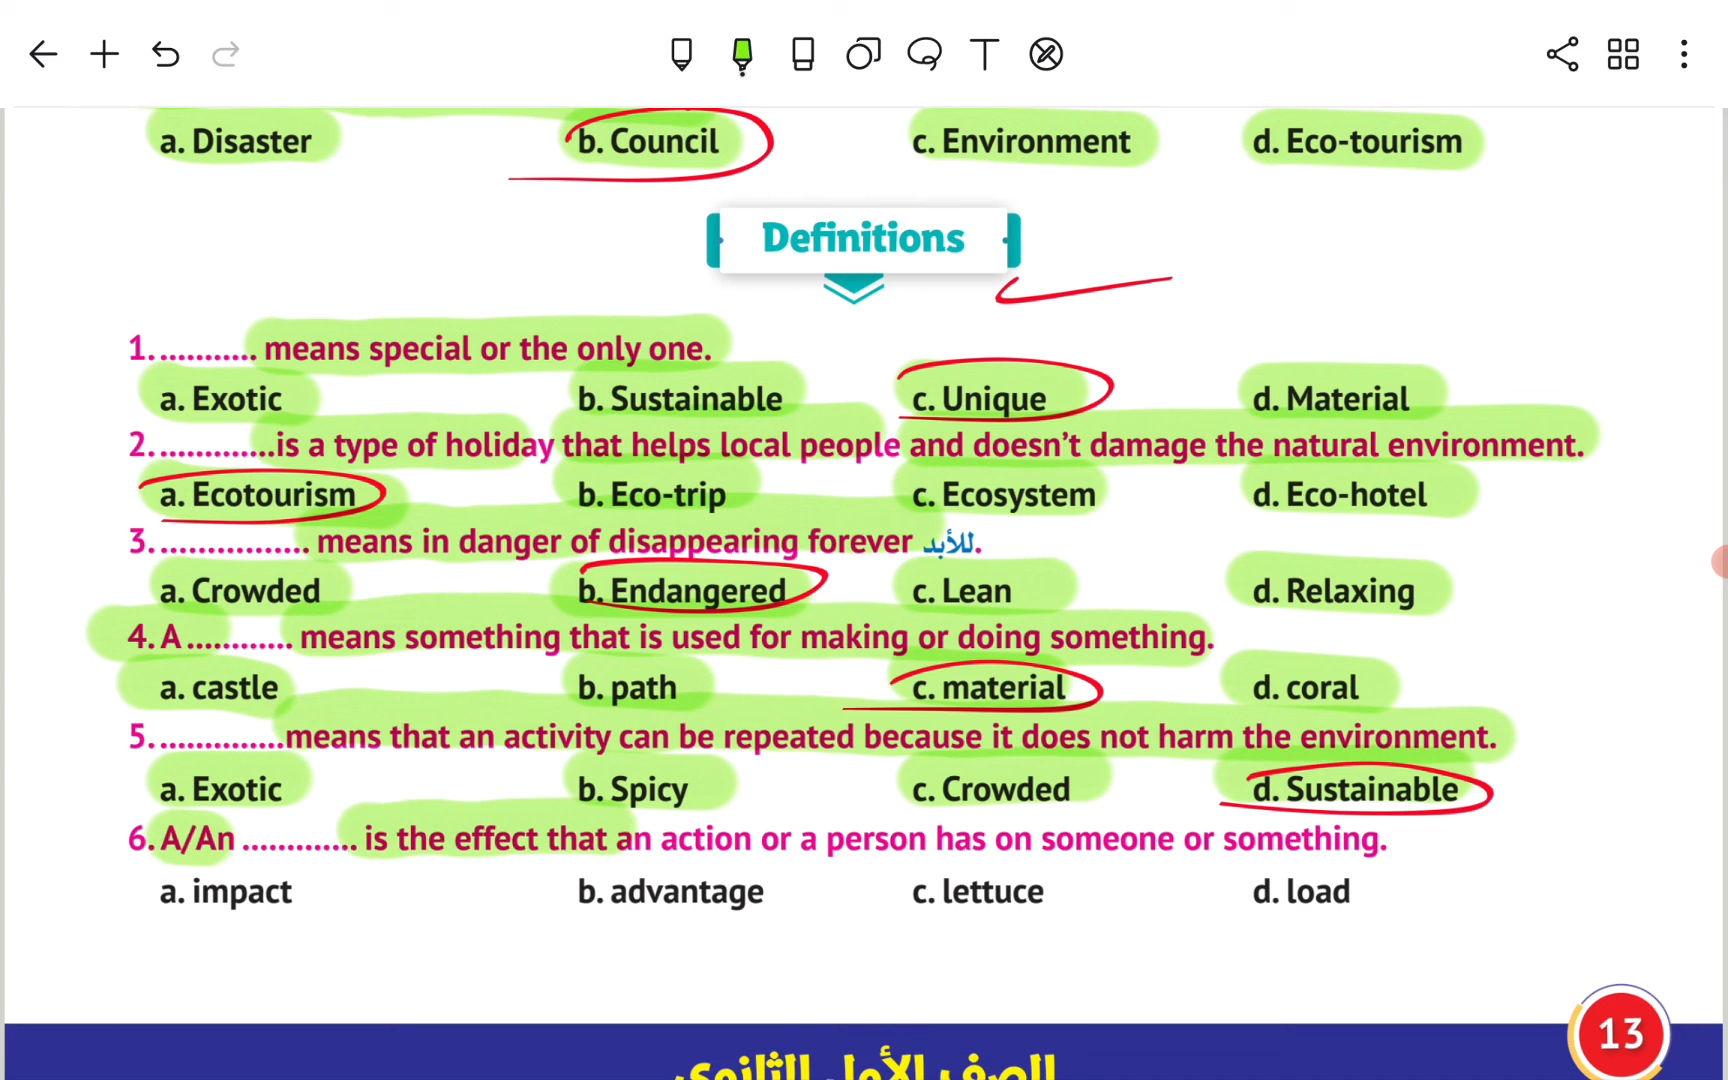 a. Disaster b. Council c. Environment d. Eco-tourism
Definitions
1. ........... means special or the only one.
a. Exotic b. Sustainable c. Unique d. Material
2. .............is a type of holiday that helps local people and doesn't damage the natural environment.
a. Ecotourism b. Eco-trip c. Ecosystem d. Eco-hotel
3. ................. means in danger of disappearing forever للأبد.
a. Crowded b. Endangered c. Lean d. Relaxing
4. A ............ means something that is used for making or doing something.
a. castle b. path c. material d. coral
5. ..............means that an activity can be repeated because it does not harm the environment.
a. Exotic b. Spicy c. Crowded d. Sustainable
6. A/An ............. is the effect that an action or a person has on someone or something.
a. impact b. advantage c. lettuce d. load
13
الصف الأول الثانوي